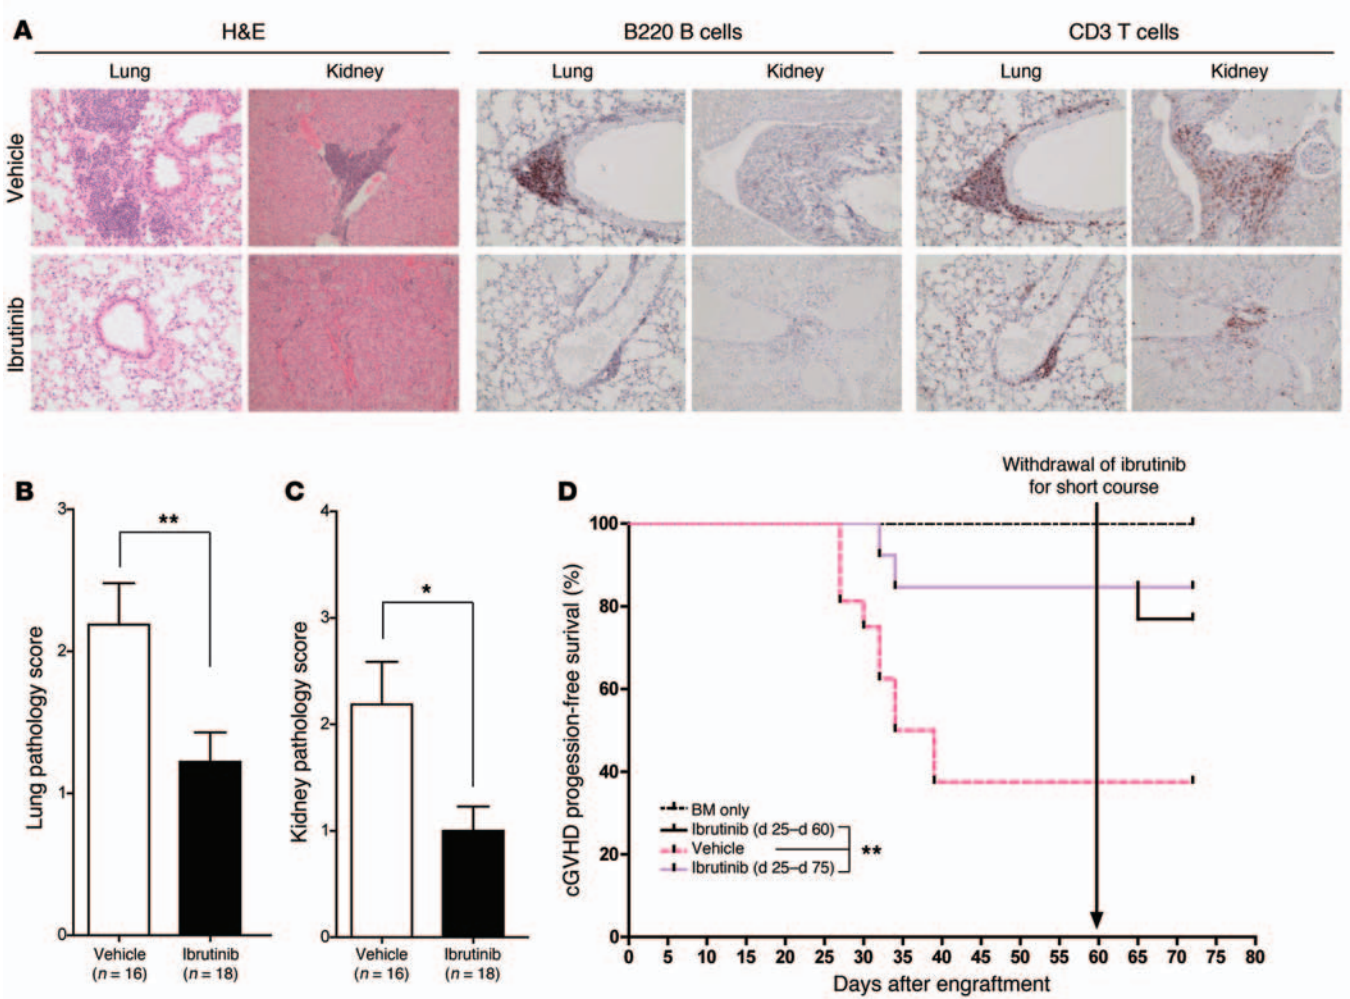 A
H&E
B220 B cells
CD3 T cells
Lung
Kidney
Lung
Kidney
Lung
Kidney
Vehicle
Ibrutinib
B
Lung pathology score
3
2
1
0
**
Vehicle
(n = 16)
Ibrutinib
(n = 18)
C
Kidney pathology score
4
3
2
1
0
*
Vehicle
(n = 16)
Ibrutinib
(n = 18)
D
Withdrawal of ibrutinib
for short course
cGVHD progession-free surival (%)
100
80
60
40
20
0
BM only
Ibrutinib (d 25–d 60)
Vehicle
Ibrutinib (d 25–d 75)
**
0 5 10 15 20 25 30 35 40 45 50 55 60 65 70 75 80
Days after engraftment